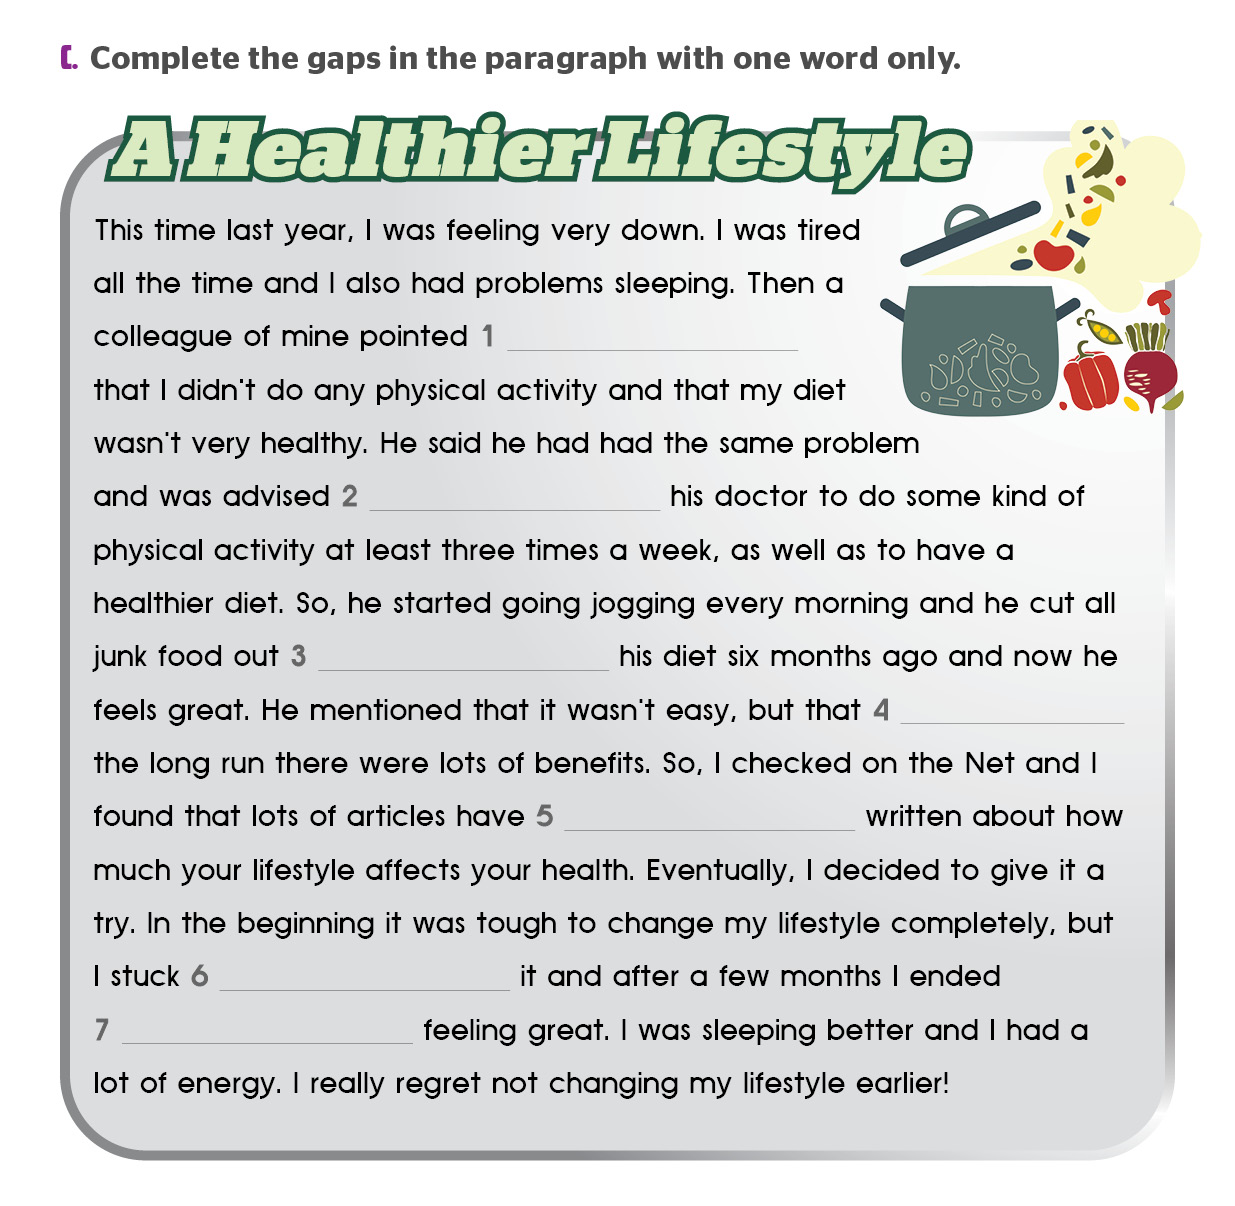 C. Complete the gaps in the paragraph with one word only.
A Healthier Lifestyle
This time last year, I was feeling very down. I was tired
all the time and I also had problems sleeping. Then a
colleague of mine pointed 1 ____________
that I didn't do any physical activity and that my diet
wasn't very healthy. He said he had had the same problem
and was advised 2 ____________ his doctor to do some kind of
physical activity at least three times a week, as well as to have a
healthier diet. So, he started going jogging every morning and he cut all
junk food out 3 ____________ his diet six months ago and now he
feels great. He mentioned that it wasn't easy, but that 4 ____________
the long run there were lots of benefits. So, I checked on the Net and I
found that lots of articles have 5 ____________ written about how
much your lifestyle affects your health. Eventually, I decided to give it a
try. In the beginning it was tough to change my lifestyle completely, but
I stuck 6 ____________ it and after a few months I ended
7 ____________ feeling great. I was sleeping better and I had a
lot of energy. I really regret not changing my lifestyle earlier!